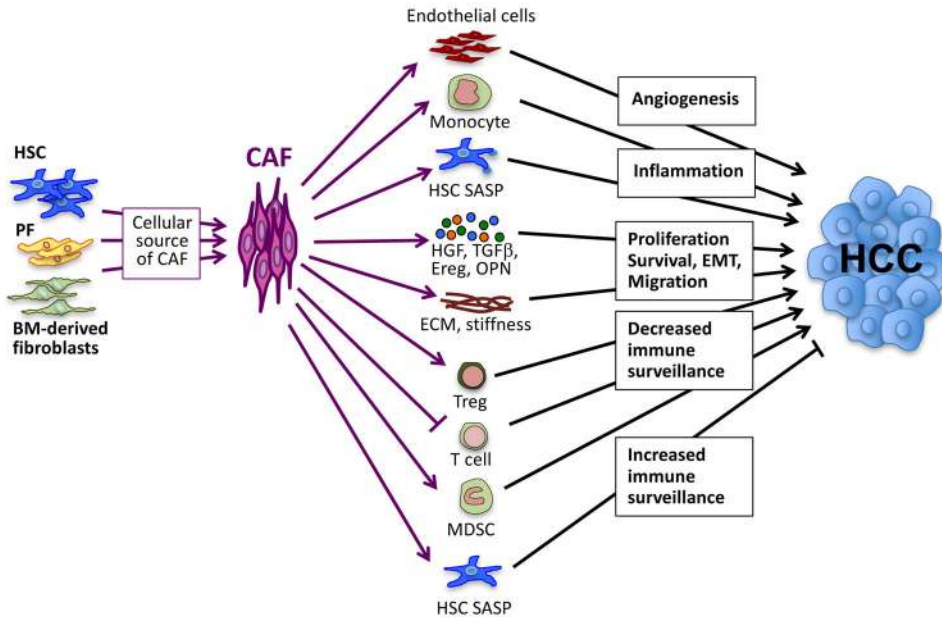 HSC
PF
BM-derived
fibroblasts
Cellular
source
of CAF
CAF
Endothelial cells
Monocyte
HSC SASP
HGF, TGFβ,
Ereg, OPN
ECM, stiffness
Treg
T cell
MDSC
HSC SASP
Angiogenesis
Inflammation
Proliferation
Survival, EMT,
Migration
Decreased
immune
surveillance
Increased
immune
surveillance
HCC